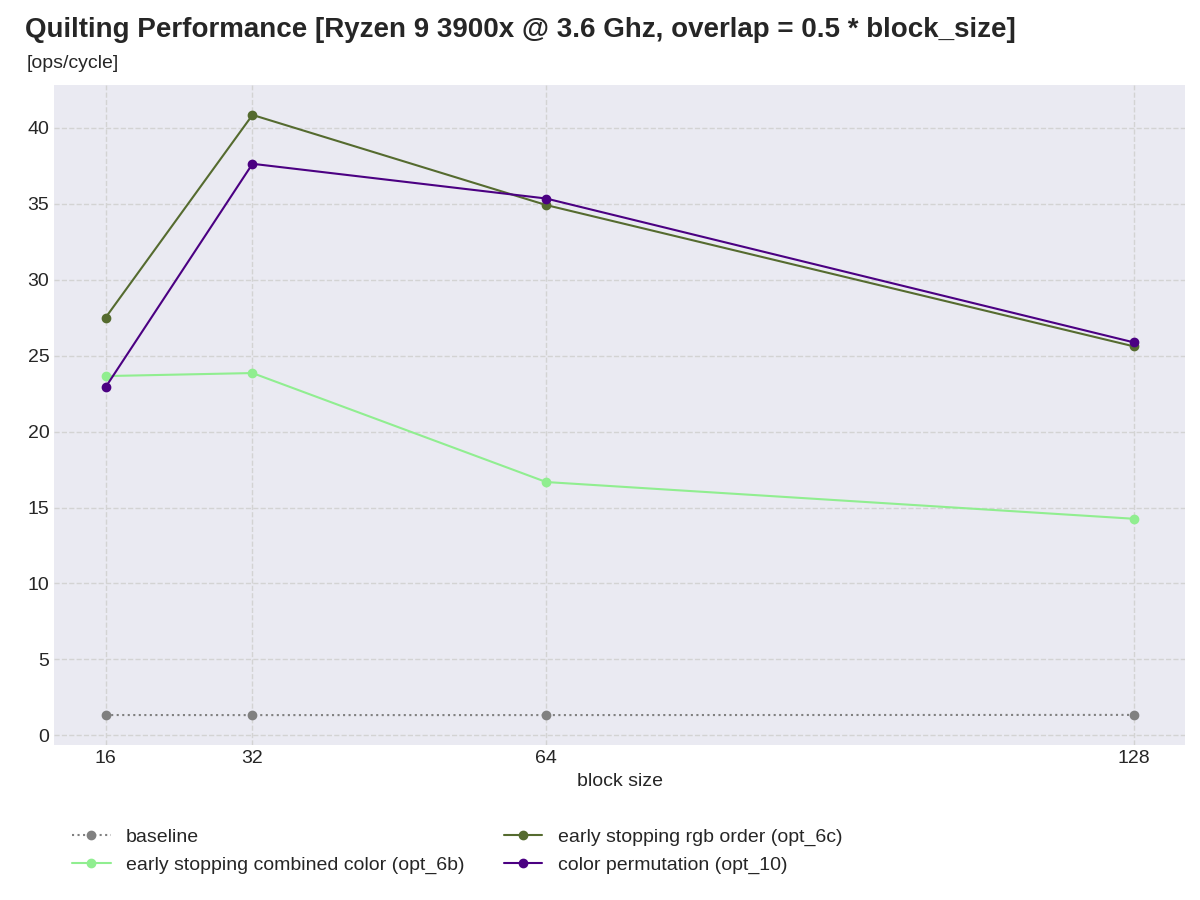 Quilting Performance [Ryzen 9 3900x @ 3.6 Ghz, overlap = 0.5 * block_size]
[ops/cycle]
40
35
30
25
20
15
10
5
0
16 32 64 128
block size
baseline
early stopping combined color (opt_6b)
early stopping rgb order (opt_6c)
color permutation (opt_10)